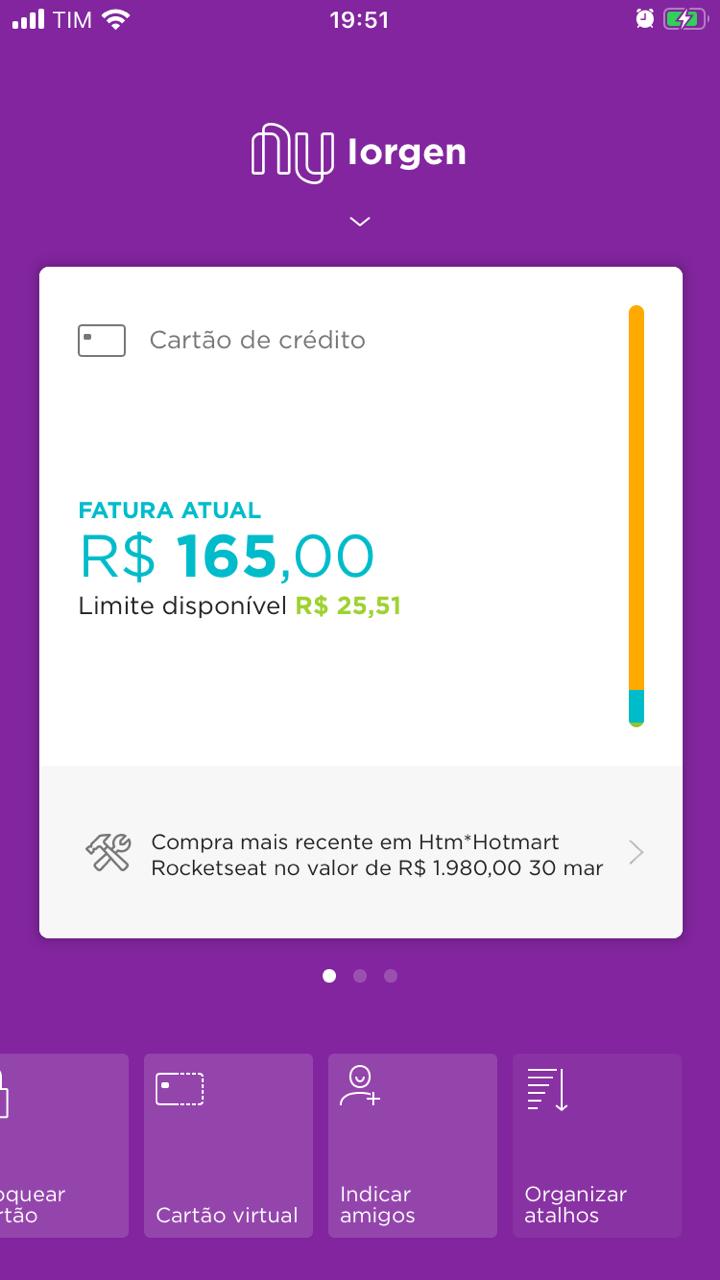 TIM 19:51
nu Iorgen
Cartão de crédito
FATURA ATUAL
R$ 165,00
Limite disponível R$ 25,51
Compra mais recente em Htm*Hotmart
Rocketseat no valor de R$ 1.980,00 30 mar
oquear
rtão
Cartão virtual
Indicar
amigos
Organizar
atalhos